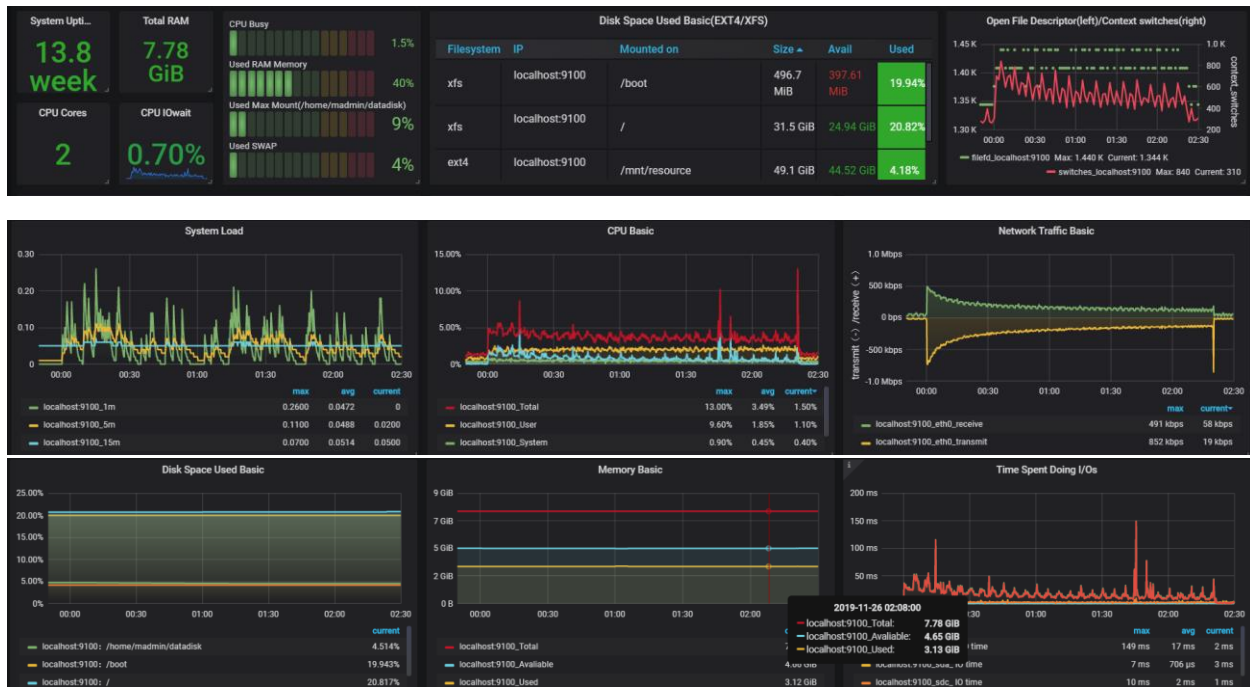 System Upti...
13.8
week
Total RAM
7.78
GiB
CPU Cores
2
CPU IOwait
0.70%
CPU Busy
1.5%
Used RAM Memory
40%
Used Max Mount(/home/madmin/datadisk)
9%
Used SWAP
4%
Disk Space Used Basic(EXT4/XFS)
Filesystem IP Mounted on Size Avail Used
xfs localhost:9100 /boot 496.7 MiB 397.61 MiB 19.94%
xfs localhost:9100 / 31.5 GiB 24.94 GiB 20.82%
ext4 localhost:9100 /mnt/resource 49.1 GiB 44.52 GiB 4.18%
Open File Descriptor(left)/Context switches(right)
1.45 K
1.40 K
1.35 K
1.30 K
1.0 K
800
600
400
200
context_switches
00:00 00:30 01:00 01:30 02:00 02:30
filefd_localhost:9100 Max: 1.440 K Current: 1.344 K
switches_localhost:9100 Max: 840 Current: 310
System Load
0.30
0.20
0.10
0
00:00 00:30 01:00 01:30 02:00 02:30
max avg current
localhost:9100_1m 0.2600 0.0472 0
localhost:9100_5m 0.1100 0.0488 0.0200
localhost:9100_15m 0.0700 0.0514 0.0500
CPU Basic
15.00%
10.00%
5.00%
0%
00:00 00:30 01:00 01:30 02:00 02:30
max avg current
localhost:9100_Total 13.00% 3.49% 1.50%
localhost:9100_User 9.60% 1.85% 1.10%
localhost:9100_System 0.90% 0.45% 0.40%
Network Traffic Basic
transmit（-）/receive（+）
1.0 Mbps
500 kbps
0 bps
-500 kbps
-1.0 Mbps
00:00 00:30 01:00 01:30 02:00 02:30
max current
localhost:9100_eth0_receive 491 kbps 58 kbps
localhost:9100_eth0_transmit 852 kbps 19 kbps
Disk Space Used Basic
25.00%
20.00%
15.00%
10.00%
5.00%
0%
00:00 00:30 01:00 01:30 02:00 02:30
current
localhost:9100：/home/madmin/datadisk 4.514%
localhost:9100：/boot 19.943%
localhost:9100：/ 20.817%
Memory Basic
9 GiB
7 GiB
5 GiB
2 GiB
0 B
00:00 00:30 01:00 01:30 02:00
localhost:9100_Total
localhost:9100_Avaliable
localhost:9100_Used 3.12 GiB
2019-11-26 02:08:00
localhost:9100_Total: 7.78 GiB
localhost:9100_Avaliable: 4.65 GiB
localhost:9100_Used: 3.13 GiB
Time Spent Doing I/Os
200 ms
150 ms
100 ms
50 ms
01:00 01:30 02:00 02:30
max avg current
time 149 ms 17 ms 2 ms
localhost:9100_sda_ IO time 7 ms 706 µs 3 ms
localhost:9100_sdc_ IO time 10 ms 2 ms 1 ms